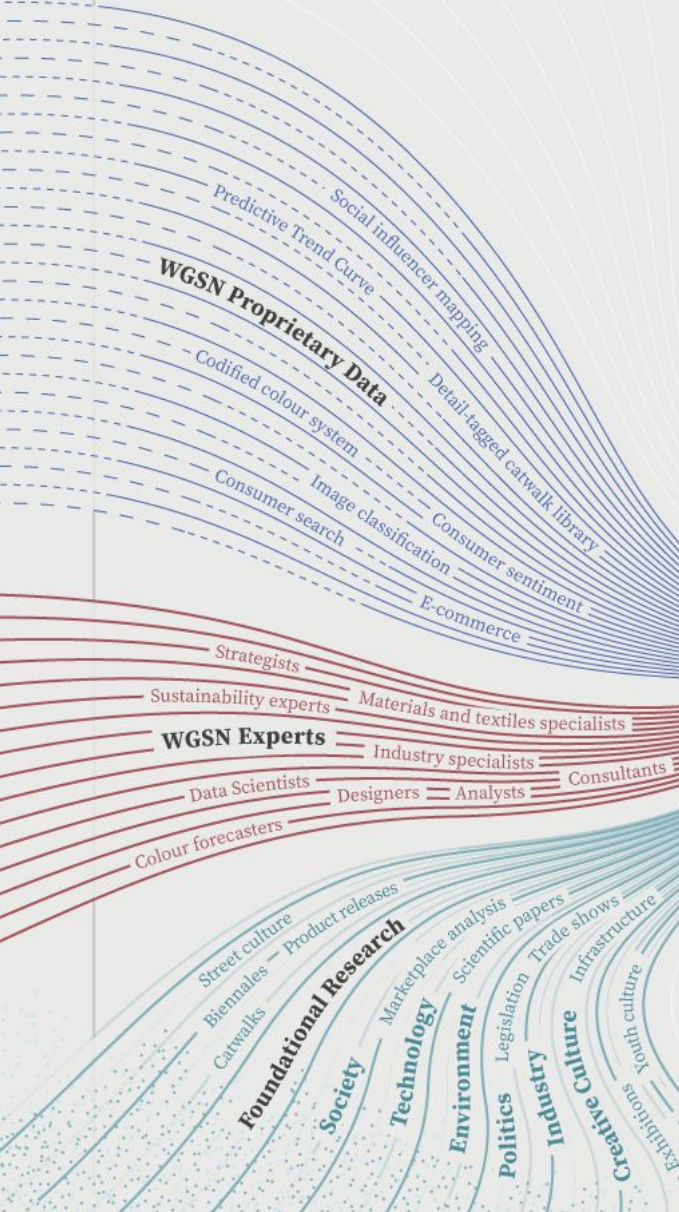 Social influencer mapping
Predictive Trend Curve
WGSN Proprietary Data
Detail-tagged catwalk library
Codified colour system
Image classification
Consumer sentiment
Consumer search
E-commerce
Strategists
Sustainability experts
Materials and textiles specialists
WGSN Experts
Industry specialists
Consultants
Data Scientists
Designers
Analysts
Colour forecasters
Street culture
Product releases
Biennales
Catwalks
Foundational Research
Marketplace analysis
Scientific papers
Trade shows
Infrastructure
Legislation
Youth culture
Society
Technology
Environment
Politics
Industry
Creative Culture
Exhibitions